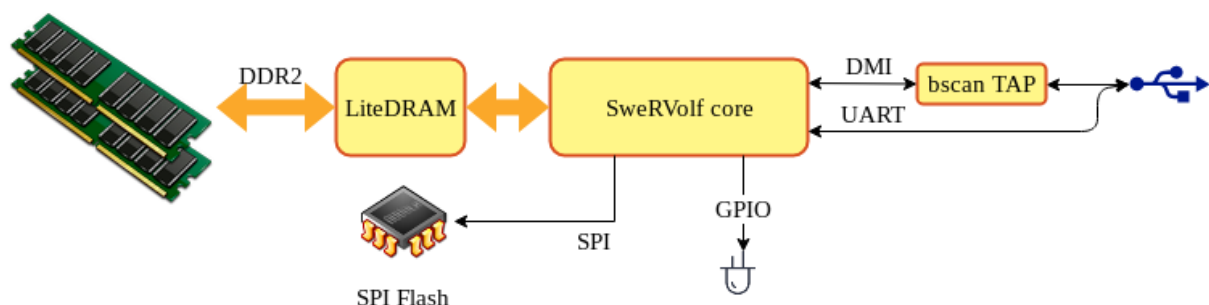 DDR2
LiteDRAM
SweRVolf core
DMI
bscan TAP
UART
GPIO
SPI
SPI Flash